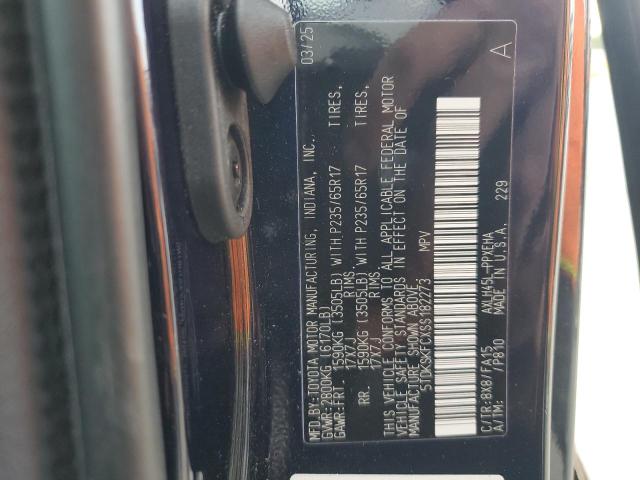 MFD.BY:TOYOTA MOTOR MANUFACTURING, INDIANA, INC. 03/25
GVWR:2800KG (6170LB)
GAWR:FRT. 1590KG (3505LB) WITH P235/65R17 TIRES,
17X7J RIMS,
RR. 1590KG (3505LB) WITH P235/65R17 TIRES,
17X7J RIMS,
THIS VEHICLE CONFORMS TO ALL APPLICABLE FEDERAL MOTOR
VEHICLE SAFETY STANDARDS IN EFFECT ON THE DATE OF
MANUFACTURE SHOWN ABOVE.
5TDKSKFCXSS182273 MPV
A
C/TR:8X8/FA15 AXLH45L-PPXEHA
A/TM: /P810 MADE IN U.S.A. 229